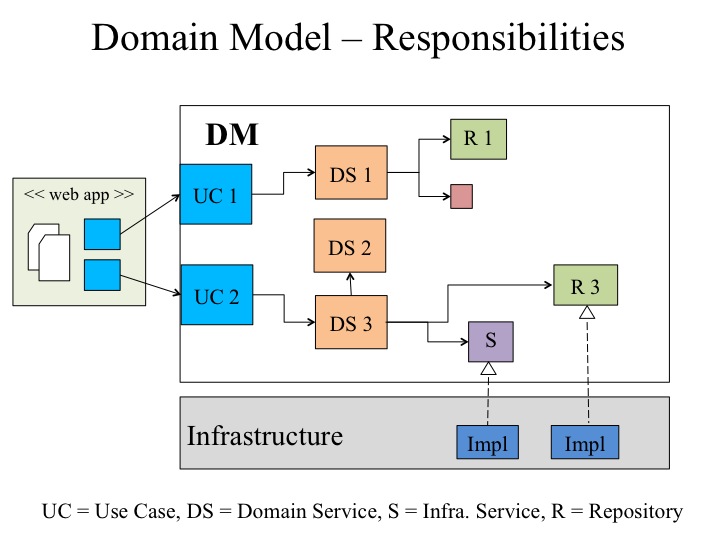 Domain Model – Responsibilities
DM
<< web app >>
UC 1
DS 1
R 1
DS 2
UC 2
DS 3
R 3
S
Infrastructure
Impl
Impl
UC = Use Case, DS = Domain Service, S = Infra. Service, R = Repository